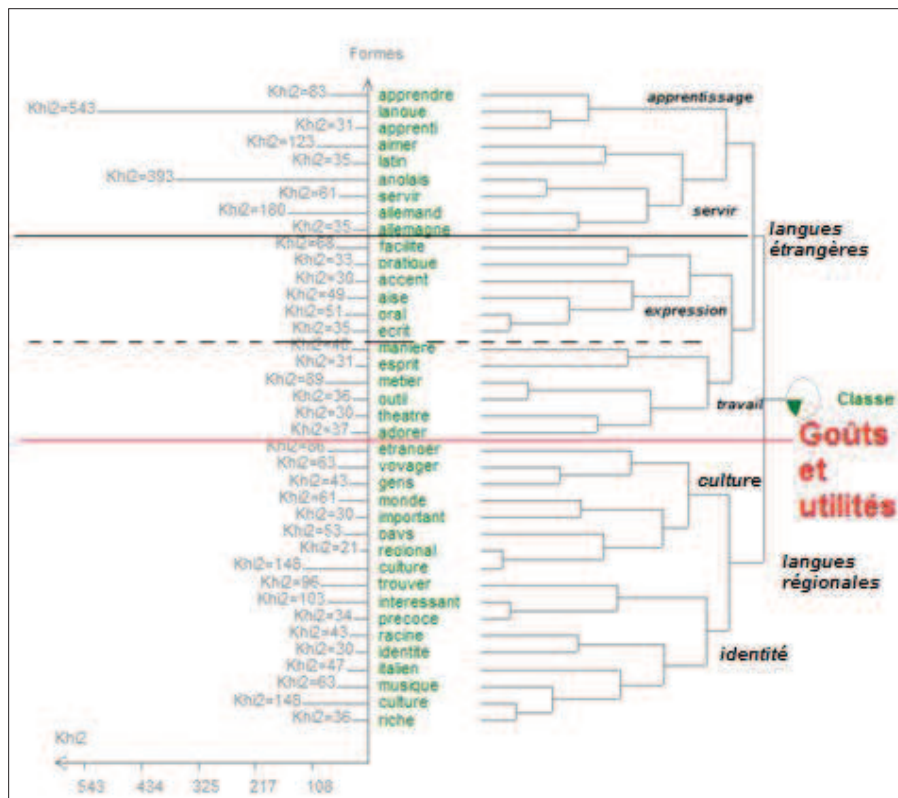 Formes
Khi2=83 apprendre apprentissage
Khi2=543 langue
Khi2=31 apprenti
Khi2=123 aimer
Khi2=35 latin
Khi2=393 anglais
Khi2=61 servir
Khi2=160 allemand servir
Khi2=35 allemagne langues
étrangères
Khi2=68 facilite
Khi2=33 pratique
Khi2=30 accent
Khi2=49 aise
Khi2=51 oral expression
Khi2=35 ecrit
maniere
Khi2=31 esprit
Khi2=89 metier
Khi2=36 outil travail Classe
Khi2=30 theatre
Khi2=37 adorer Goûts
et
utilités
Khi2=86 etranger
Khi2=63 voyager culture
Khi2=43 gens
Khi2=61 monde
Khi2=30 important
Khi2=53 pays
Khi2=21 regional langues
régionales
Khi2=148 culture
Khi2=96 trouver
Khi2=103 interessant
Khi2=34 precoce
Khi2=43 racine
Khi2=30 identite identité
Khi2=47 italien
Khi2=63 musique
Khi2=148 culture
Khi2=36 riche
Khi2
543 434 325 217 108